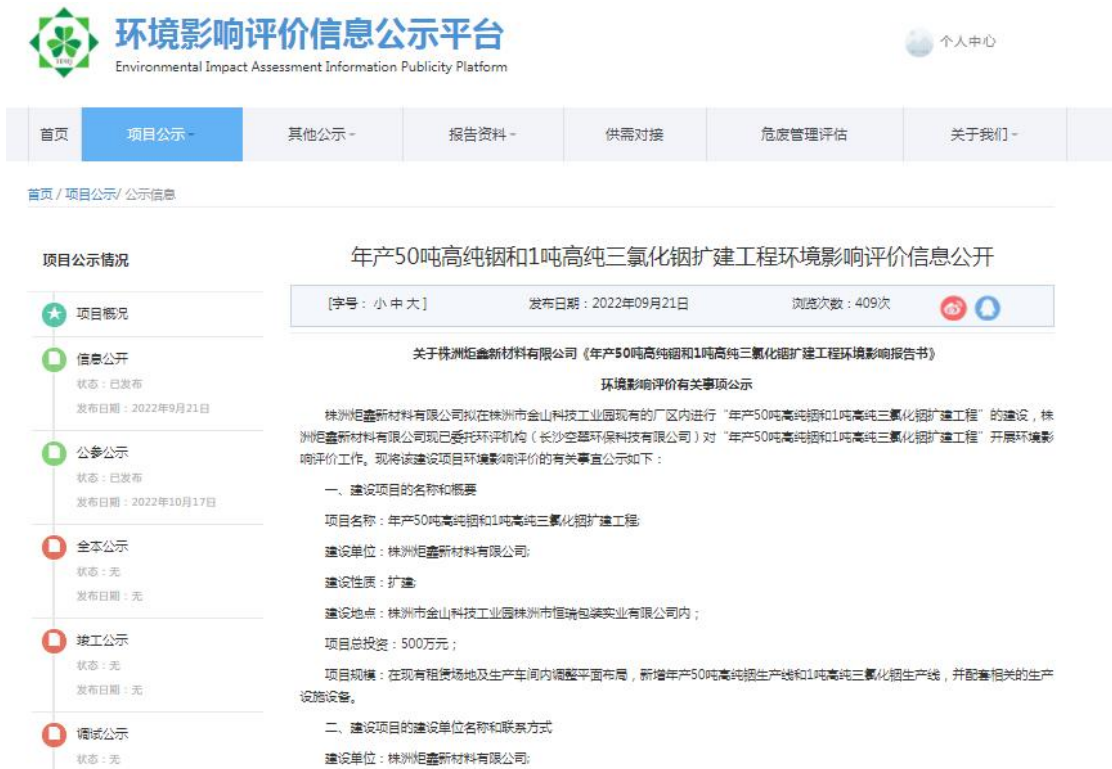 环境影响评价信息公示平台
Environmental Impact Assessment Information Publicity Platform
个人中心
首页
项目公示
其他公示
报告资料
供需对接
危废管理评估
关于我们
首页 / 项目公示/ 公示信息
项目公示情况
项目概况
信息公开
状态：已发布
发布日期：2022年9月21日
公参公示
状态：已发布
发布日期：2022年10月17日
全本公示
状态：无
发布日期：无
竣工公示
状态：无
发布日期：无
调试公示
状态：无
年产50吨高纯铟和1吨高纯三氯化铟扩建工程环境影响评价信息公开
[字号：小 中 大]
发布日期：2022年09月21日
浏览次数：409次
关于株洲炬鑫新材料有限公司《年产50吨高纯铟和1吨高纯三氯化铟扩建工程环境影响报告书》
环境影响评价有关事项公示
株洲炬鑫新材料有限公司拟在株洲市金山科技工业园现有的厂区内进行“年产50吨高纯铟和1吨高纯三氯化铟扩建工程”的建设，株
洲炬鑫新材料有限公司现已委托环评机构（长沙空翠环保科技有限公司）对“年产50吨高纯铟和1吨高纯三氯化铟扩建工程”开展环境影
响评价工作。现将该建设项目环境影响评价的有关事宜公示如下：
一、建设项目的名称和概要
项目名称：年产50吨高纯铟和1吨高纯三氯化铟扩建工程;
建设单位：株洲炬鑫新材料有限公司;
建设性质：扩建;
建设地点：株洲市金山科技工业园株洲市恒瑞包装实业有限公司内；
项目总投资：500万元；
项目规模：在现有租赁场地及生产车间内调整平面布局，新增年产50吨高纯铟生产线和1吨高纯三氯化铟生产线，并配套相关的生产
设施设备。
二、建设项目的建设单位名称和联系方式
建设单位：株洲炬鑫新材料有限公司;